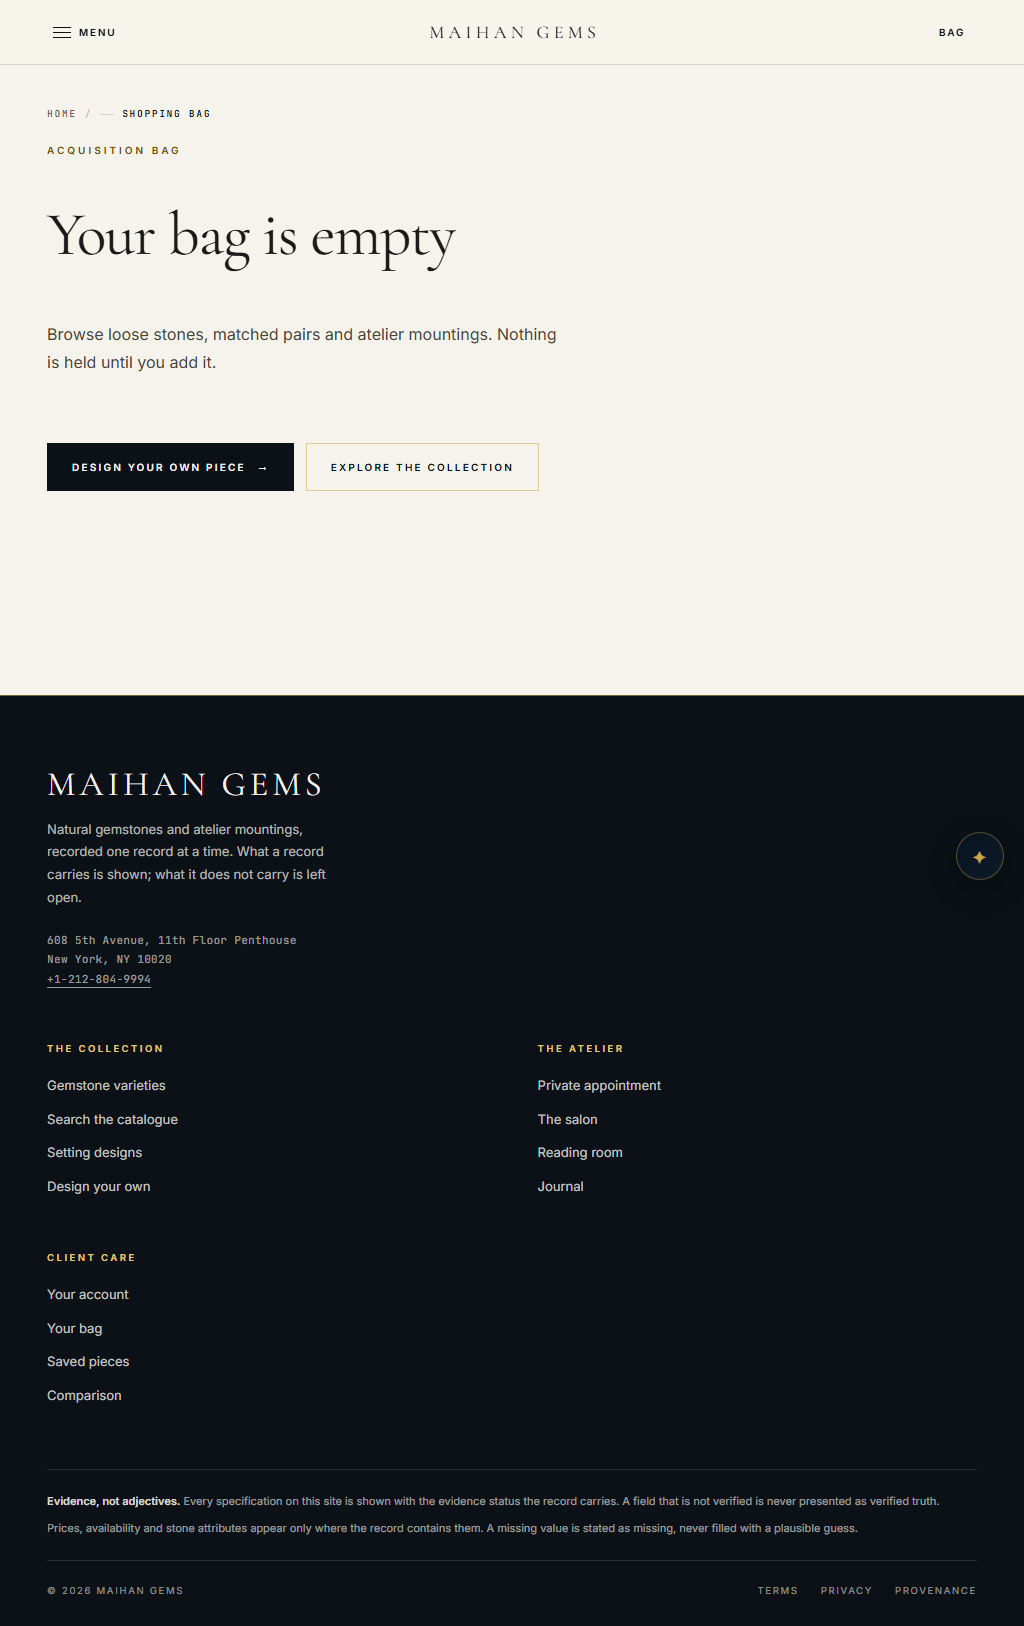 MENU
MAIHAN GEMS
BAG
HOME / — SHOPPING BAG
ACQUISITION BAG
Your bag is empty
Browse loose stones, matched pairs and atelier mountings. Nothing
is held until you add it.
DESIGN YOUR OWN PIECE →
EXPLORE THE COLLECTION
MAIHAN GEMS
Natural gemstones and atelier mountings,
recorded one record at a time. What a record
carries is shown; what it does not carry is left
open.
608 5th Avenue, 11th Floor Penthouse
New York, NY 10020
+1-212-804-9994
THE COLLECTION
Gemstone varieties
Search the catalogue
Setting designs
Design your own
THE ATELIER
Private appointment
The salon
Reading room
Journal
CLIENT CARE
Your account
Your bag
Saved pieces
Comparison
Evidence, not adjectives. Every specification on this site is shown with the evidence status the record carries. A field that is not verified is never presented as verified truth.
Prices, availability and stone attributes appear only where the record contains them. A missing value is stated as missing, never filled with a plausible guess.
© 2026 MAIHAN GEMS
TERMS PRIVACY PROVENANCE